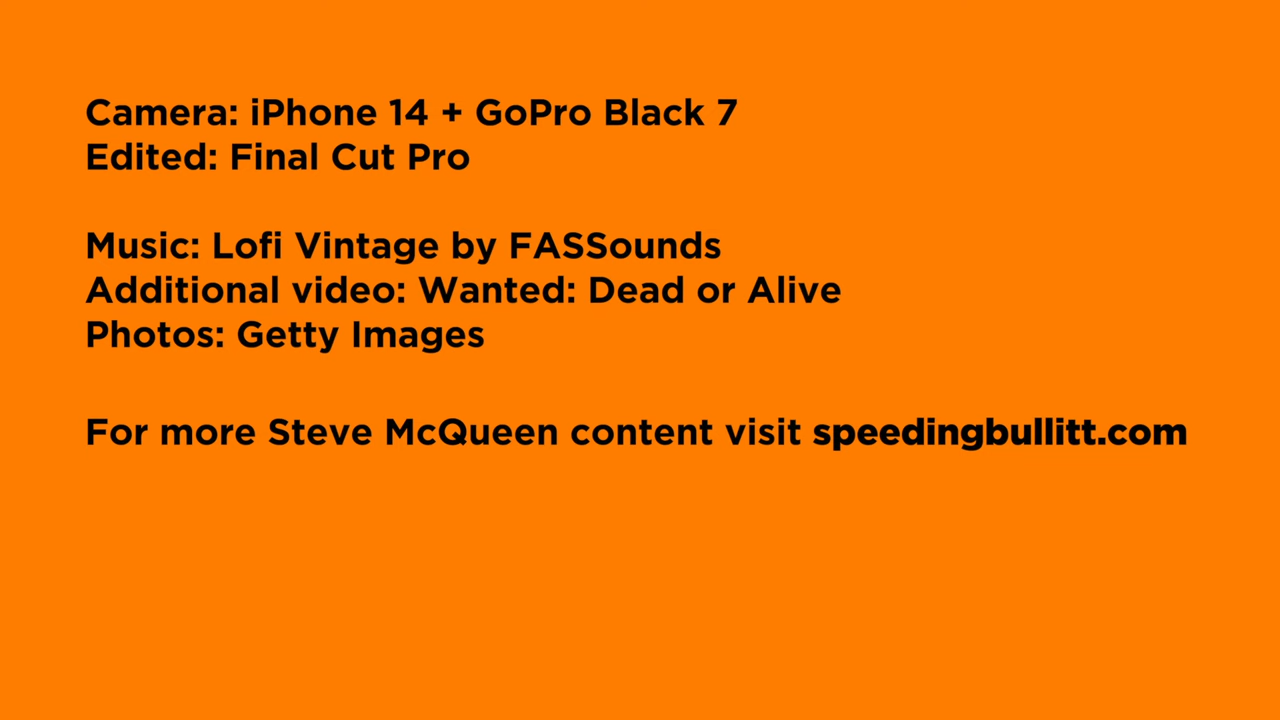 Camera: iPhone 14 + GoPro Black 7
Edited: Final Cut Pro
Music: Lofi Vintage by FASSounds
Additional video: Wanted: Dead or Alive
Photos: Getty Images
For more Steve McQueen content visit speedingbullitt.com